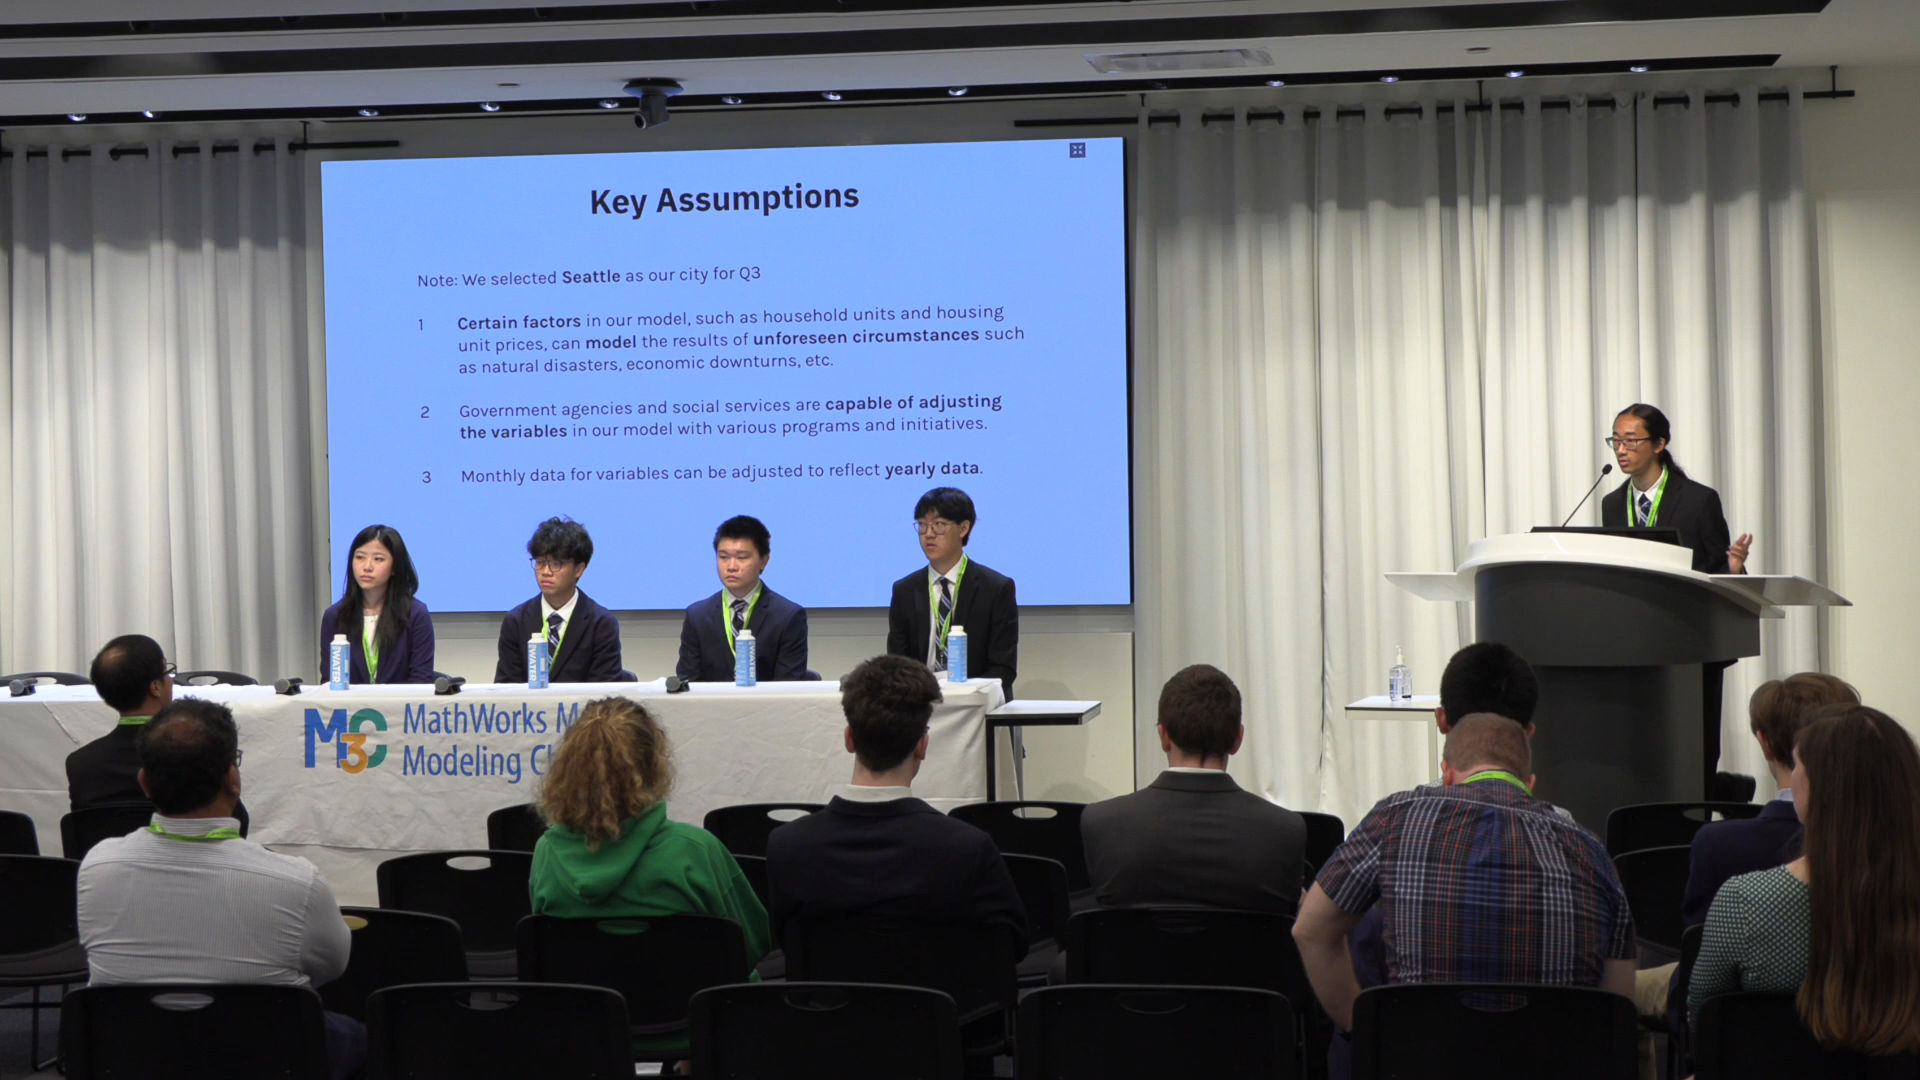 Key Assumptions
Note: We selected Seattle as our city for Q3
1 Certain factors in our model, such as household units and housing
unit prices, can model the results of unforeseen circumstances such
as natural disasters, economic downturns, etc.
2 Government agencies and social services are capable of adjusting
the variables in our model with various programs and initiatives.
3 Monthly data for variables can be adjusted to reflect yearly data.
WATER
WATER
WATER
M3C
MathWorks
Modeling